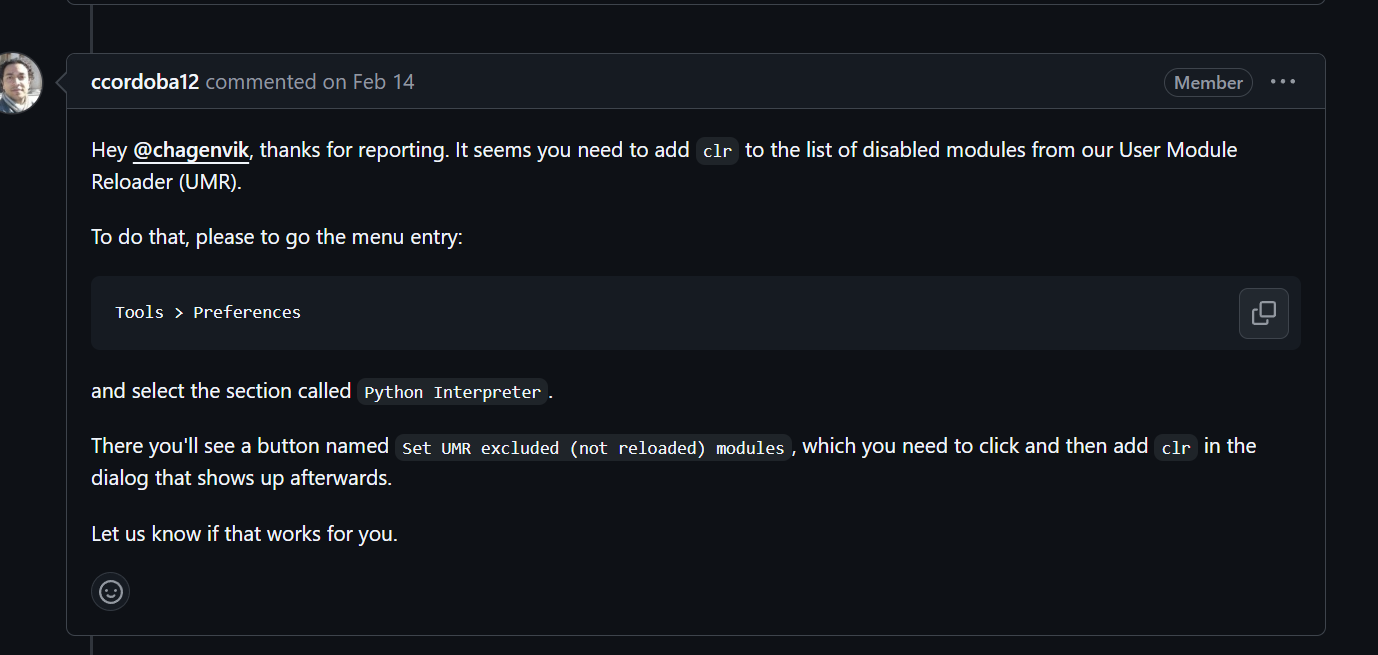 ccordoba12 commented on Feb 14 Member
Hey @chagenvik, thanks for reporting. It seems you need to add clr to the list of disabled modules from our User Module
Reloader (UMR).
To do that, please to go the menu entry:
Tools > Preferences
and select the section called Python Interpreter.
There you'll see a button named Set UMR excluded (not reloaded) modules, which you need to click and then add clr in the
dialog that shows up afterwards.
Let us know if that works for you.